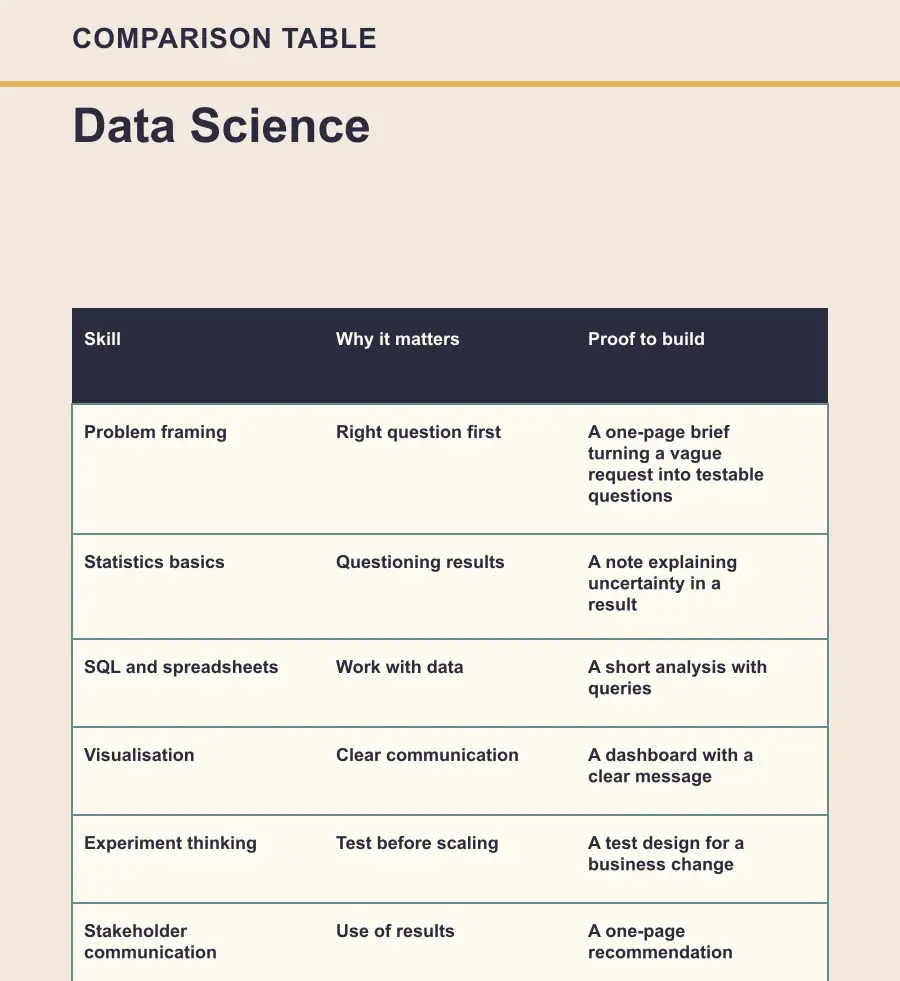 COMPARISON TABLE
Data Science
Skill
Why it matters
Proof to build
Problem framing
Right question first
A one-page brief
turning a vague
request into testable
questions
Statistics basics
Questioning results
A note explaining
uncertainty in a
result
SQL and spreadsheets
Work with data
A short analysis with
queries
Visualisation
Clear communication
A dashboard with a
clear message
Experiment thinking
Test before scaling
A test design for a
business change
Stakeholder
communication
Use of results
A one-page
recommendation